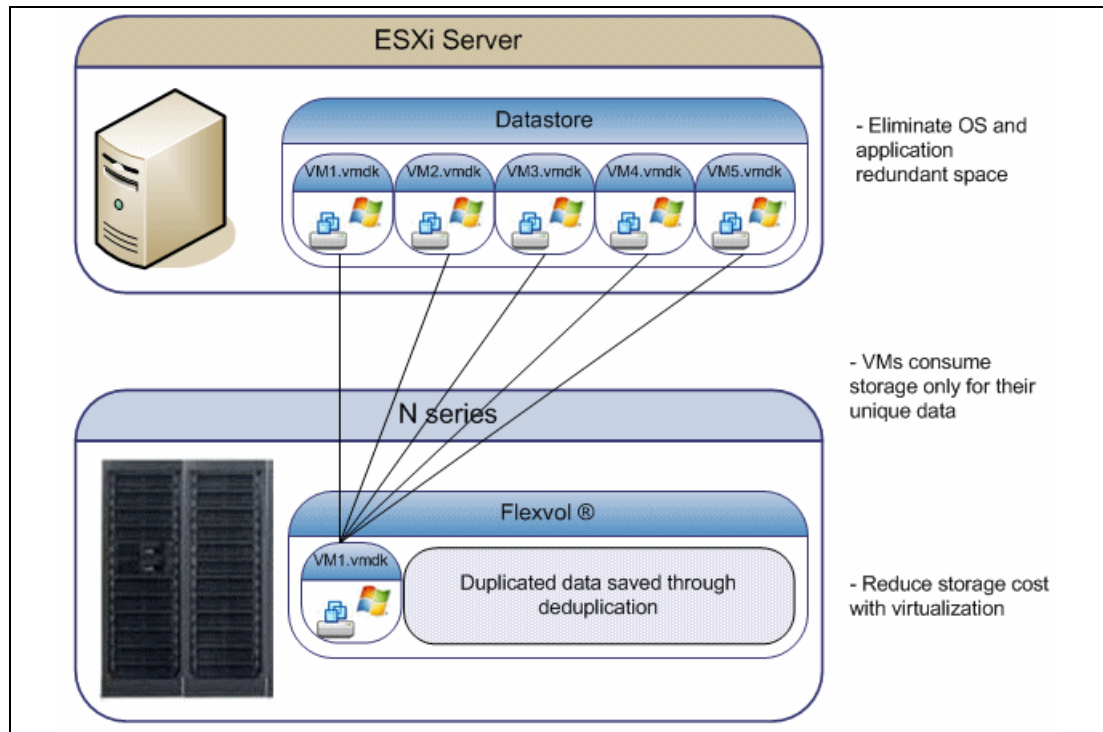 ESXi Server
Datastore
VM1.vmdk
VM2.vmdk
VM3.vmdk
VM4.vmdk
VM5.vmdk
- Eliminate OS and
application
redundant space
- VMs consume
storage only for their
unique data
N series
Flexvol ®
VM1.vmdk
Duplicated data saved through
deduplication
- Reduce storage cost
with virtualization